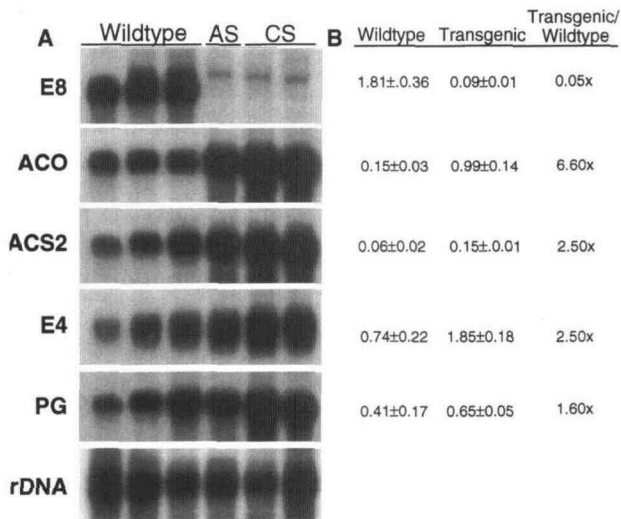 A
Wildtype AS CS
B
Wildtype Transgenic Transgenic/
Wildtype
E8 1.81±.0.36 0.09±0.01 0.05x
ACO 0.15±0.03 0.99±0.14 6.60x
ACS2 0.06±0.02 0.15±.0.01 2.50x
E4 0.74±0.22 1.85±0.18 2.50x
PG 0.41±0.17 0.65±0.05 1.60x
rDNA